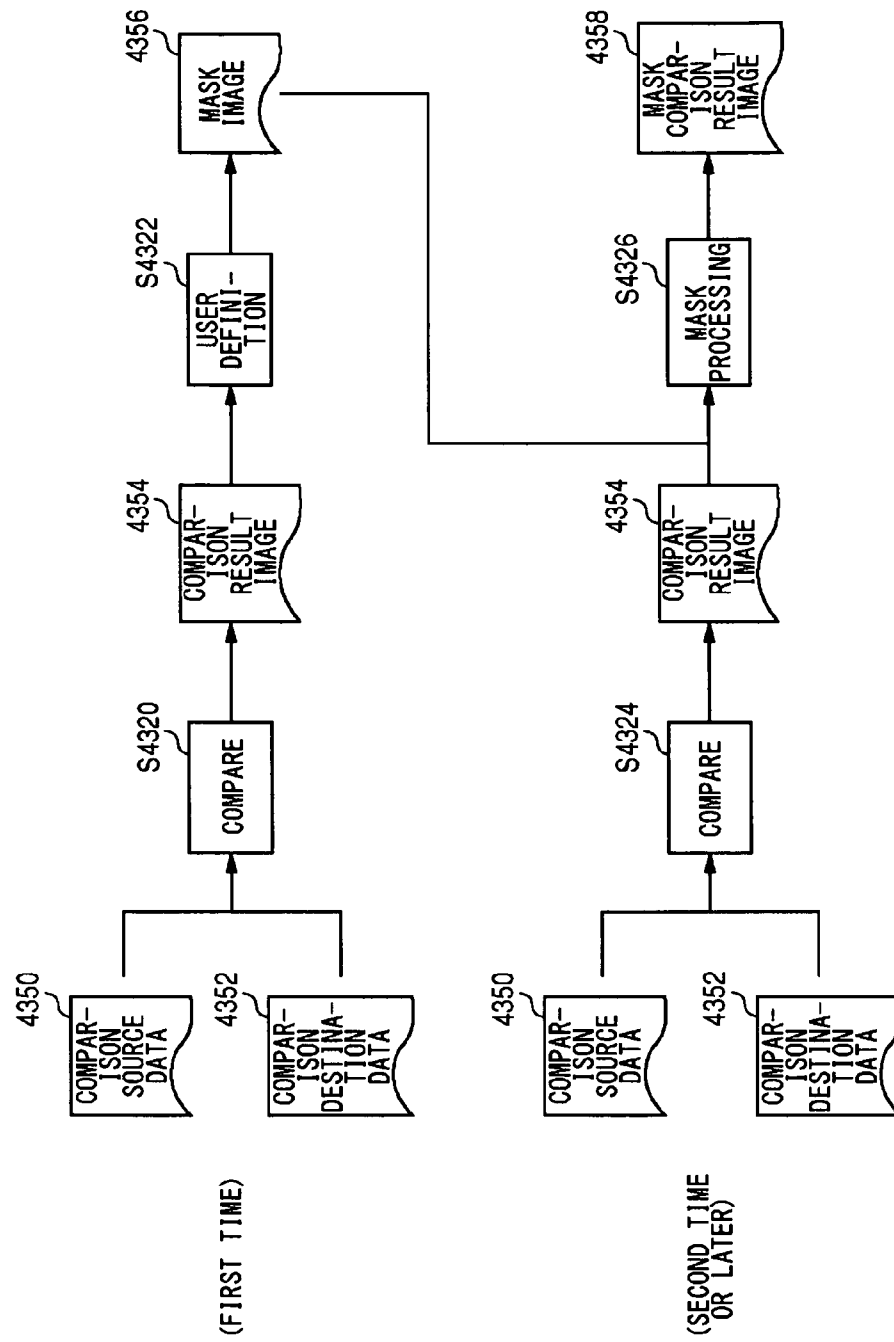 (FIRST TIME)
4350
COMPAR-
ISON
SOURCE
DATA
4352
COMPAR-
ISON
DESTINA-
TION
DATA
S4320
COMPARE
4354
COMPAR-
ISON
RESULT
IMAGE
S4322
USER
DEFINI-
TION
4356
MASK
IMAGE
(SECOND TIME
OR LATER)
4350
COMPAR-
ISON
SOURCE
DATA
4352
COMPAR-
ISON
DESTINA-
TION
DATA
S4324
COMPARE
4354
COMPAR-
ISON
RESULT
IMAGE
S4326
MASK
PROCESSING
4358
MASK
COMPAR-
ISON
RESULT
IMAGE